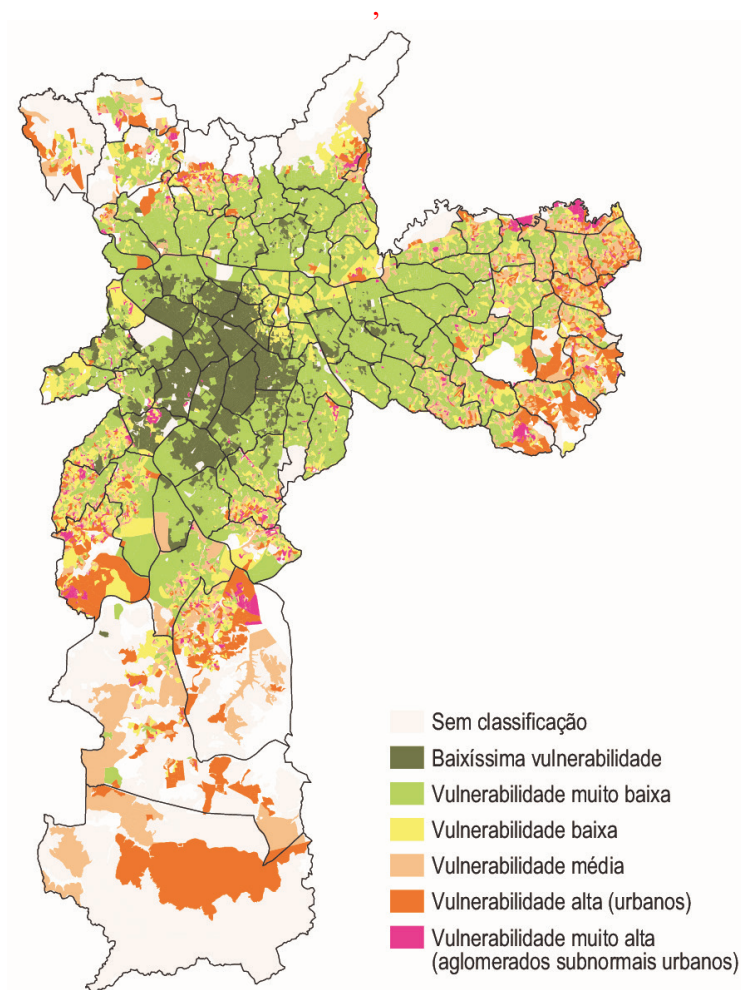 ,
Sem classificação
Baixíssima vulnerabilidade
Vulnerabilidade muito baixa
Vulnerabilidade baixa
Vulnerabilidade média
Vulnerabilidade alta (urbanos)
Vulnerabilidade muito alta
(aglomerados subnormais urbanos)